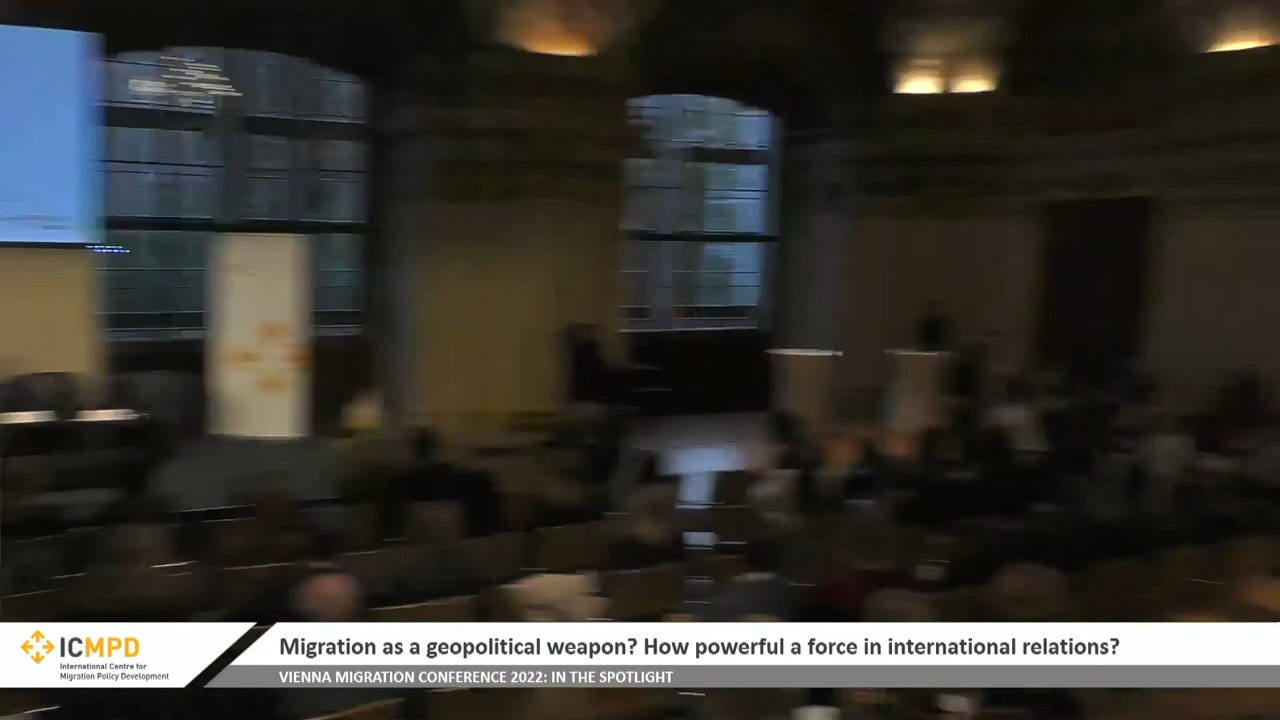 ICMPD
International Centre for
Migration Policy Development
Migration as a geopolitical weapon? How powerful a force in international relations?
VIENNA MIGRATION CONFERENCE 2022: IN THE SPOTLIGHT